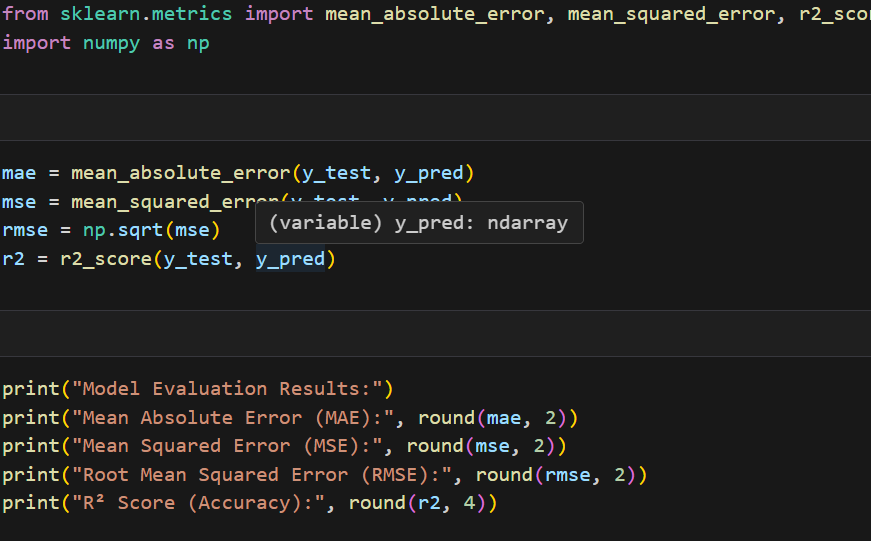 from sklearn.metrics import mean_absolute_error, mean_squared_error, r2_sco
import numpy as np
mae = mean_absolute_error(y_test, y_pred)
mse = mean_squared_error(y_test, y_pred)
(variable) y_pred: ndarray
rmse = np.sqrt(mse)
r2 = r2_score(y_test, y_pred)
print("Model Evaluation Results:")
print("Mean Absolute Error (MAE):", round(mae, 2))
print("Mean Squared Error (MSE):", round(mse, 2))
print("Root Mean Squared Error (RMSE):", round(rmse, 2))
print("R² Score (Accuracy):", round(r2, 4))